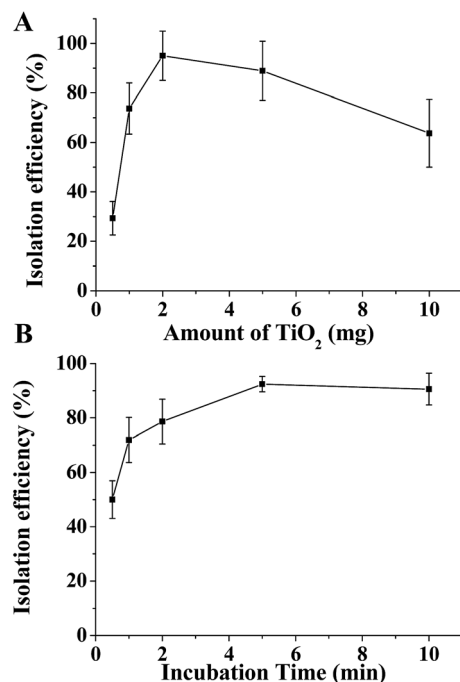 A
Isolation efficiency (%)
100
80
60
40
20
0
0 2 4 6 8 10
Amount of TiO₂ (mg)
B
Isolation efficiency (%)
100
80
60
40
20
0
0 2 4 6 8 10
Incubation Time (min)